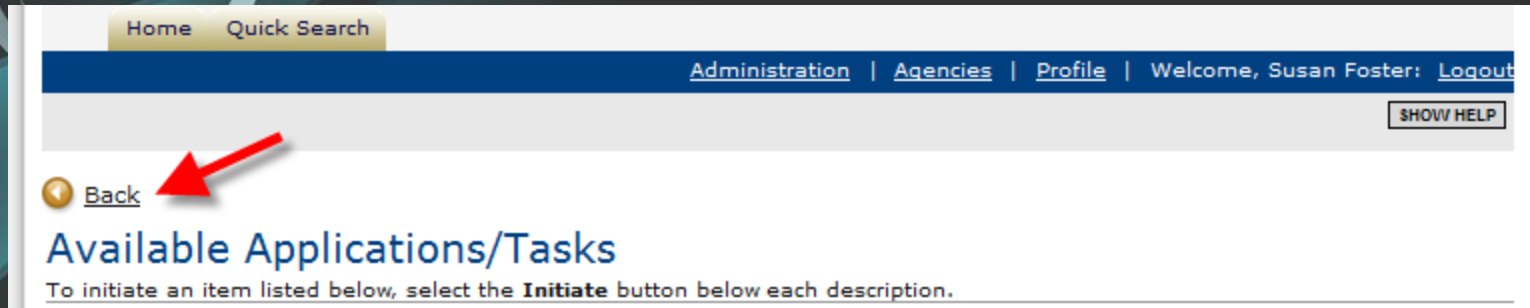 Home Quick Search
Administration | Agencies | Profile | Welcome, Susan Foster: Logout
SHOW HELP
Back
Available Applications/Tasks
To initiate an item listed below, select the Initiate button below each description.